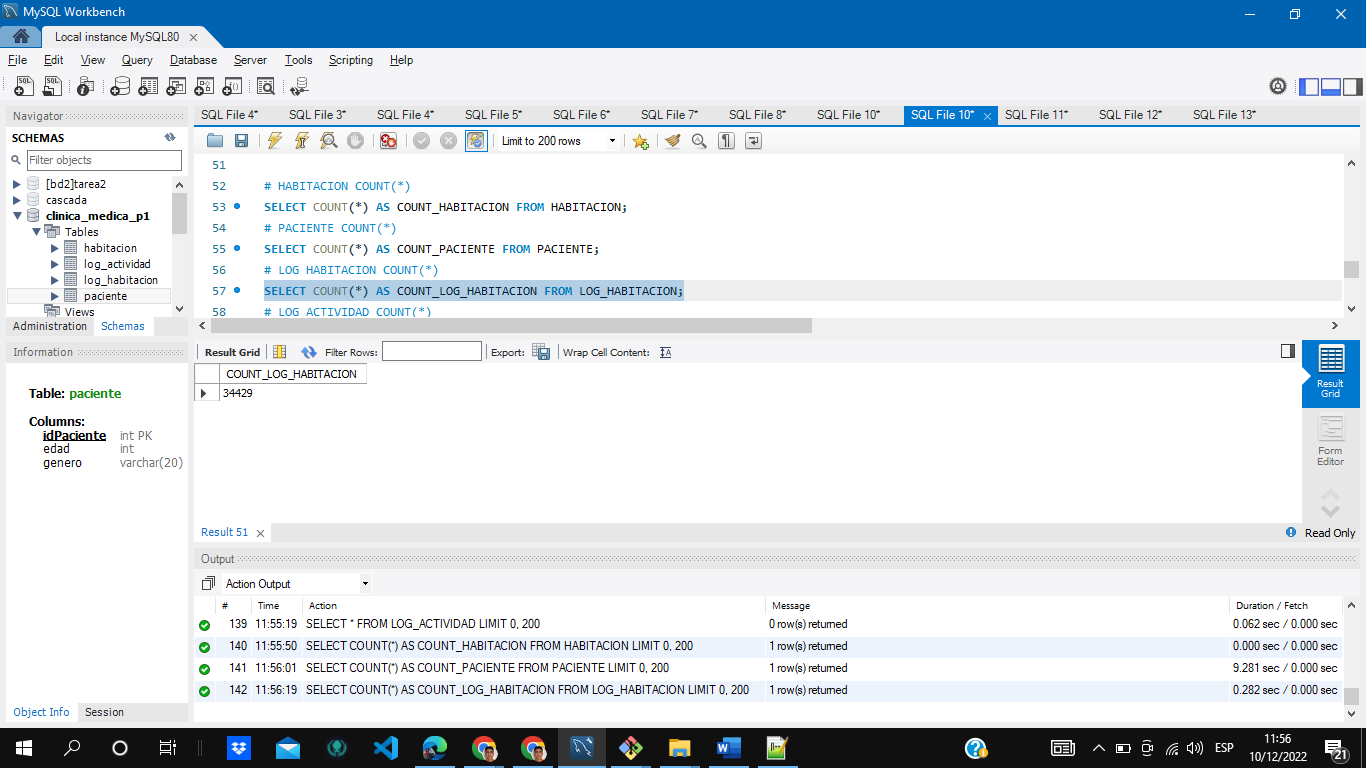 MySQL Workbench
Local instance MySQL80
File Edit View Query Database Server Tools Scripting Help
Navigator
SCHEMAS
Filter objects
[bd2]tarea2
cascada
clinica_medica_p1
Tables
habitacion
log_actividad
log_habitacion
paciente
Views
Administration Schemas
Information
Table: paciente
Columns:
idPaciente int PK
edad int
genero varchar(20)
Object Info Session
SQL File 4* SQL File 3* SQL File 4* SQL File 5* SQL File 6* SQL File 7* SQL File 8* SQL File 10* SQL File 10* SQL File 11* SQL File 12* SQL File 13*
Limit to 200 rows
51
52 # HABITACION COUNT(*)
53 SELECT COUNT(*) AS COUNT_HABITACION FROM HABITACION;
54 # PACIENTE COUNT(*)
55 SELECT COUNT(*) AS COUNT_PACIENTE FROM PACIENTE;
56 # LOG HABITACION COUNT(*)
57 SELECT COUNT(*) AS COUNT_LOG_HABITACION FROM LOG_HABITACION;
58 # LOG ACTIVIDAD COUNT(*)
Result Grid Filter Rows: Export: Wrap Cell Content:
COUNT_LOG_HABITACION
34429
Result Grid
Form Editor
Result 51 Read Only
Output
Action Output
# Time Action Message Duration / Fetch
139 11:55:19 SELECT * FROM LOG_ACTIVIDAD LIMIT 0, 200 0 row(s) returned 0.062 sec / 0.000 sec
140 11:55:50 SELECT COUNT(*) AS COUNT_HABITACION FROM HABITACION LIMIT 0, 200 1 row(s) returned 0.000 sec / 0.000 sec
141 11:56:01 SELECT COUNT(*) AS COUNT_PACIENTE FROM PACIENTE LIMIT 0, 200 1 row(s) returned 9.281 sec / 0.000 sec
142 11:56:19 SELECT COUNT(*) AS COUNT_LOG_HABITACION FROM LOG_HABITACION LIMIT 0, 200 1 row(s) returned 0.282 sec / 0.000 sec
ESP
11:56
10/12/2022
21